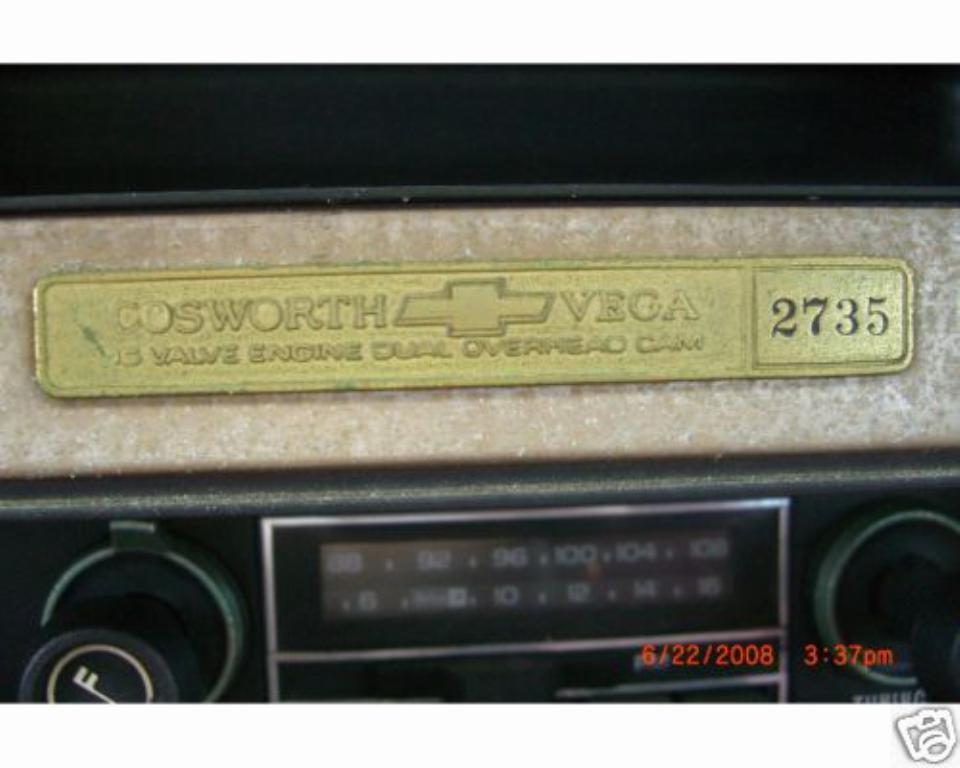 COSWORTH VEGA
16 VALVE ENGINE DUAL OVERHEAD CAM
2735
88 92 96 100 104 108
6 10 12 14 16
6/22/2008 3:37pm
F
TUNING